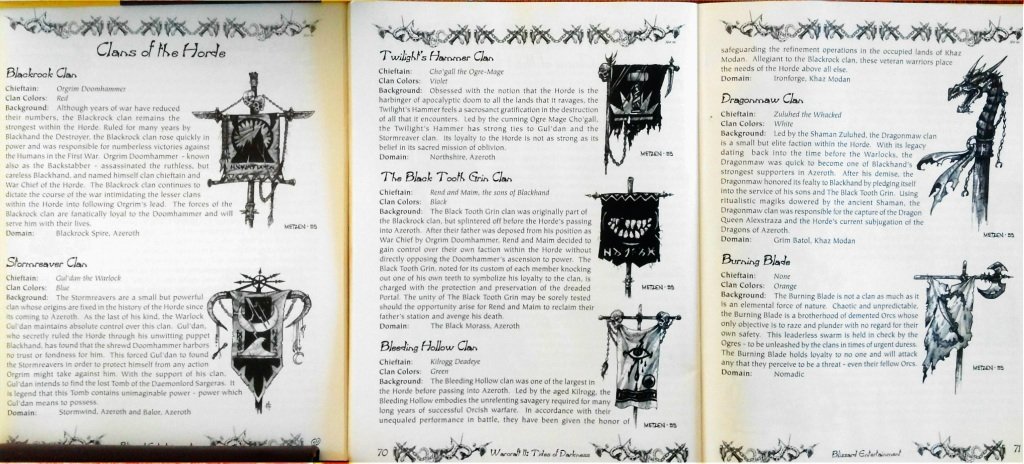 Clans of the Horde
Blackrock Clan
Chieftain: Orgrim Doomhammer
Clan Colors: Red
Background: Although years of war have reduced
their numbers, the Blackrock clan remains the
strongest within the Horde. Ruled for many years by
Blackhand the Destroyer, the Blackrock clan rose quickly in
power and was responsible for numberless victories against
the Humans in the First War. Orgrim Doomhammer - known
also as the Backstabber - assassinated the ruthless, but
careless Blackhand, and named himself clan chieftain and
War Chief of the Horde. The Blackrock clan continues to
dictate the course of the war intimidating the lesser clans
within the Horde into following Orgrim's lead. The forces of the
Blackrock clan are fanatically loyal to the Doomhammer and will
serve him with their lives.
Domain: Blackrock Spire, Azeroth
METZEN - 95
Stormreaver Clan
Chieftain: Gul'dan the Warlock
Clan Colors: Blue
Background: The Stormreavers are a small but powerful
clan whose origins are fixed in the history of the Horde since
its coming to Azeroth. As the last of his kind, the Warlock
Gul'dan maintains absolute control over this clan. Gul'dan,
who secretly ruled the Horde through his unwitting puppet
Blackhand, has found that the shrewd Doomhammer harbors
no trust or fondness for him. This forced Gul'dan to found
the Stormreavers in order to protect himself from any action
Orgrim might take against him. With the support of his clan,
Gul'dan intends to find the lost Tomb of the Daemonlord Sargeras. It
is legend that this Tomb contains unimaginable power - power which
Gul'dan means to possess.
Domain: Stormwind, Azeroth and Balor, Azeroth
Twilight's Hammer Clan
Chieftain: Cho'gall the Ogre-Mage
Clan Colors: Violet
Background: Obsessed with the notion that the Horde is the
harbinger of apocalyptic doom to all the lands that it ravages, the
Twilight's Hammer feels a sacrosanct gratification in the destruction
of all that it encounters. Led by the cunning Ogre Mage Cho'gall,
the Twilight's Hammer has strong ties to Gul'dan and the
Stormreaver clan. Its loyalty to the Horde is not as strong as its
belief in its sacred mission of oblivion.
Domain: Northshire, Azeroth
METZEN - 95
The Black Tooth Grin Clan
Chieftain: Rend and Maim, the sons of Blackhand
Clan Colors: Black
Background: The Black Tooth Grin clan was originally part of
the Blackrock clan, but splintered off before the Horde's passing
into Azeroth. After their father was deposed from his position as
War Chief by Orgrim Doomhammer, Rend and Maim decided to
gain control over their own faction within the Horde without
directly opposing the Doomhammer's ascension to power. The
Black Tooth Grin, noted for its custom of each member knocking
out one of his own teeth to symbolize his loyalty to the clan, is
charged with the protection and preservation of the dreaded
Portal. The unity of The Black Tooth Grin may be sorely tested
should the opportunity arise for Rend and Maim to reclaim their
father's station and avenge his death.
Domain: The Black Morass, Azeroth
METZEN - 95
Bleeding Hollow Clan
Chieftain: Kilrogg Deadeye
Clan Colors: Green
Background: The Bleeding Hollow clan was one of the largest in
the Horde before passing into Azeroth. Led by the aged Kilrogg, the
Bleeding Hollow embodies the unrelenting savagery required for many
long years of successful Orcish warfare. In accordance with their
unequaled performance in battle, they have been given the honor of
METZEN - 95
70
Warcraft II: Tides of Darkness
safeguarding the refinement operations in the occupied lands of Khaz
Modan. Allegiant to the Blackrock clan, these veteran warriors place
the needs of the Horde above all else.
Domain: Ironforge, Khaz Modan
Dragonmaw Clan
Chieftain: Zuluhed the Whacked
Clan Colors: White
Background: Led by the Shaman Zuluhed, the Dragonmaw clan
is a small but elite faction within the Horde. With its legacy
dating back into the time before the Warlocks, the
Dragonmaw was quick to become one of Blackhand's
strongest supporters in Azeroth. After his demise, the
Dragonmaw honored its fealty to Blackhand by pledging itself
into the service of his sons and The Black Tooth Grin. Using
ritualistic magiks dowered by the ancient Shaman, the
Dragonmaw clan was responsible for the capture of the Dragon
Queen Alexstraza and the Horde's current subjugation of the
Dragons of Azeroth.
Domain: Grim Batol, Khaz Modan
METZEN - 95
Burning Blade
Chieftain: None
Clan Colors: Orange
Background: The Burning Blade is not a clan as much as it
is an elemental force of nature. Chaotic and unpredictable,
the Burning Blade is a brotherhood of demented Orcs whose
only objective is to raze and plunder with no regard for their
own safety. This leaderless swarm is held in check by the
Ogres - to be unleashed by the clans in times of urgent duress.
The Burning Blade holds loyalty to no one and will attack
any that they perceive to be a threat - even their fellow Orcs.
Domain: Nomadic
METZEN - 95
Blizzard Entertainment
71